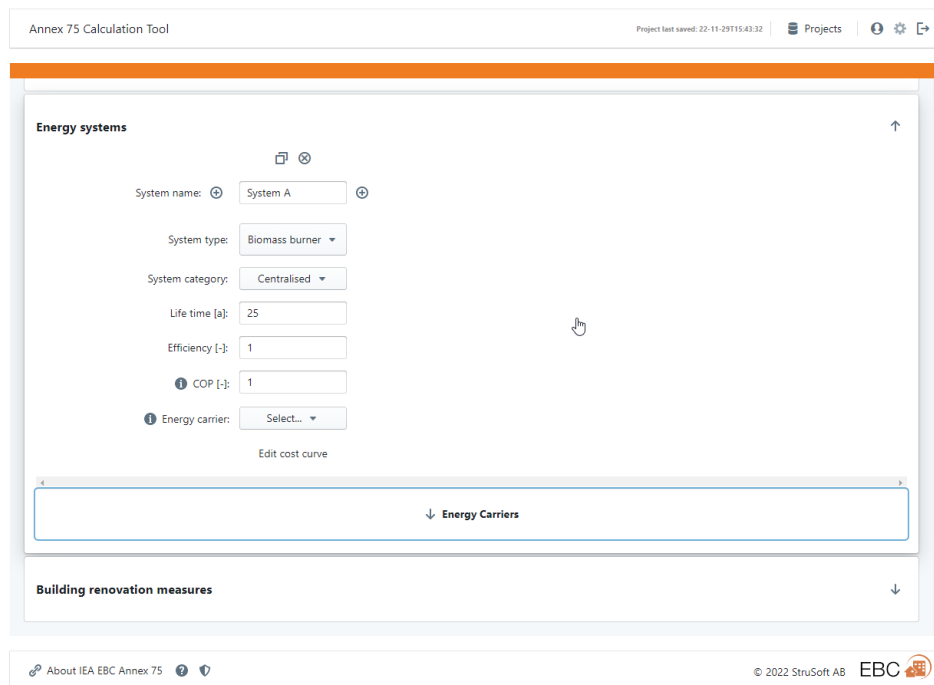 Annex 75 Calculation Tool
Project last saved: 22-11-29T15:43:32
Projects
Energy systems
System name:
System A
System type:
Biomass burner
System category:
Centralised
Life time [a]:
25
Efficiency [-]:
1
COP [-]:
1
Energy carrier:
Select...
Edit cost curve
Energy Carriers
Building renovation measures
About IEA EBC Annex 75
© 2022 StruSoft AB
EBC